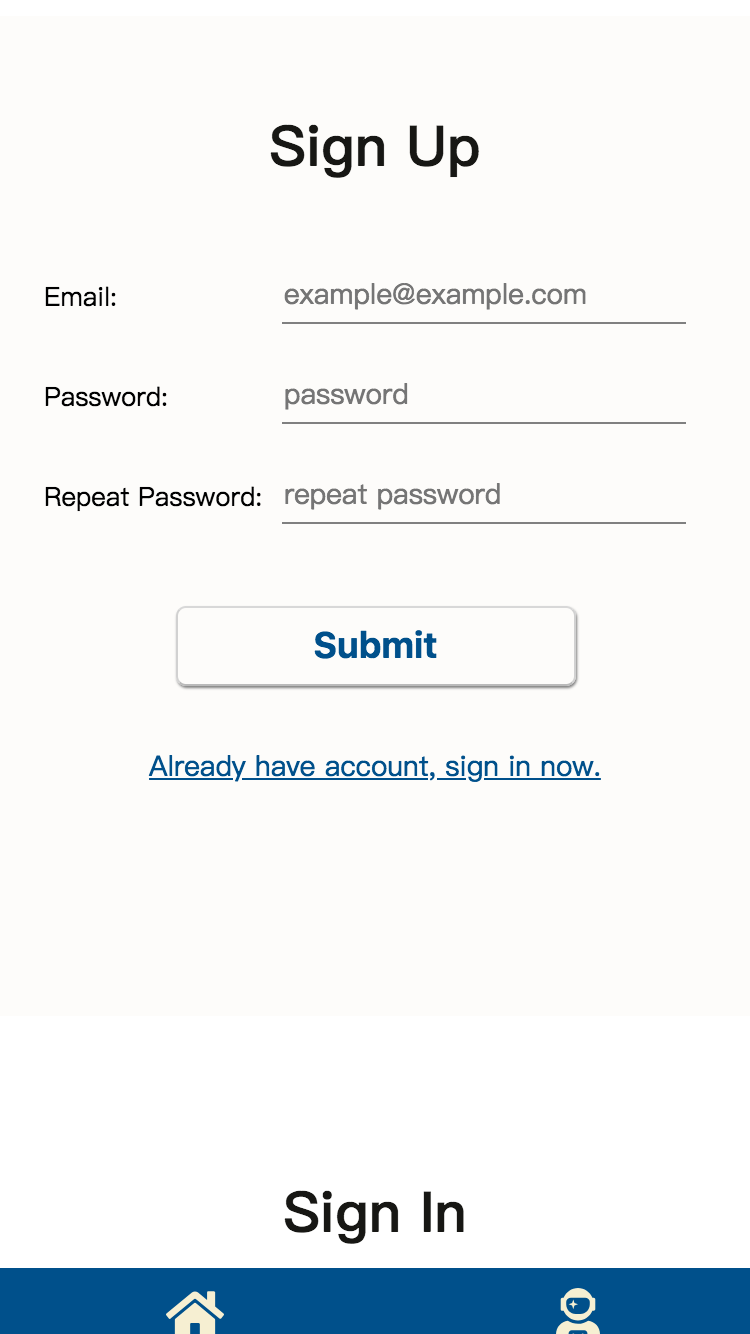 Sign Up
Email: example@example.com
Password: password
Repeat Password: repeat password
Submit
Already have account, sign in now.
Sign In